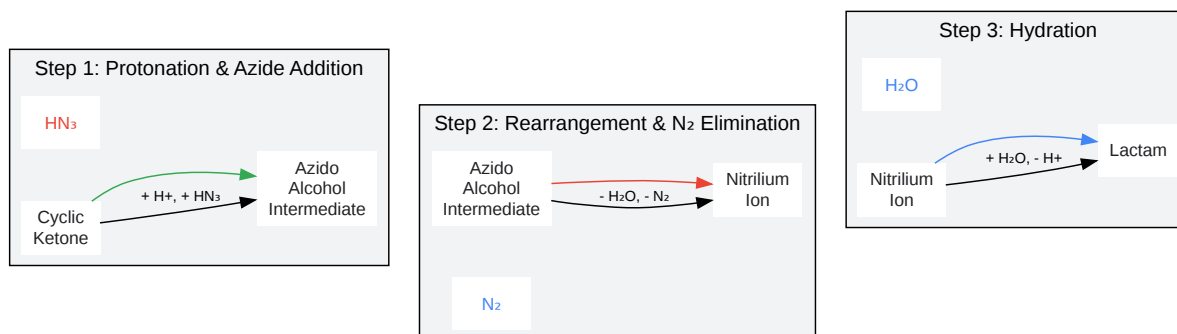 Step 1: Protonation & Azide Addition
HN₃
Azido
Alcohol
Intermediate
+ H+, + HN₃
Cyclic
Ketone
Step 2: Rearrangement & N₂ Elimination
Azido
Alcohol
Intermediate
- H₂O, - N₂
Nitrilium
Ion
N₂
Step 3: Hydration
H₂O
Lactam
+ H₂O, - H+
Nitrilium
Ion